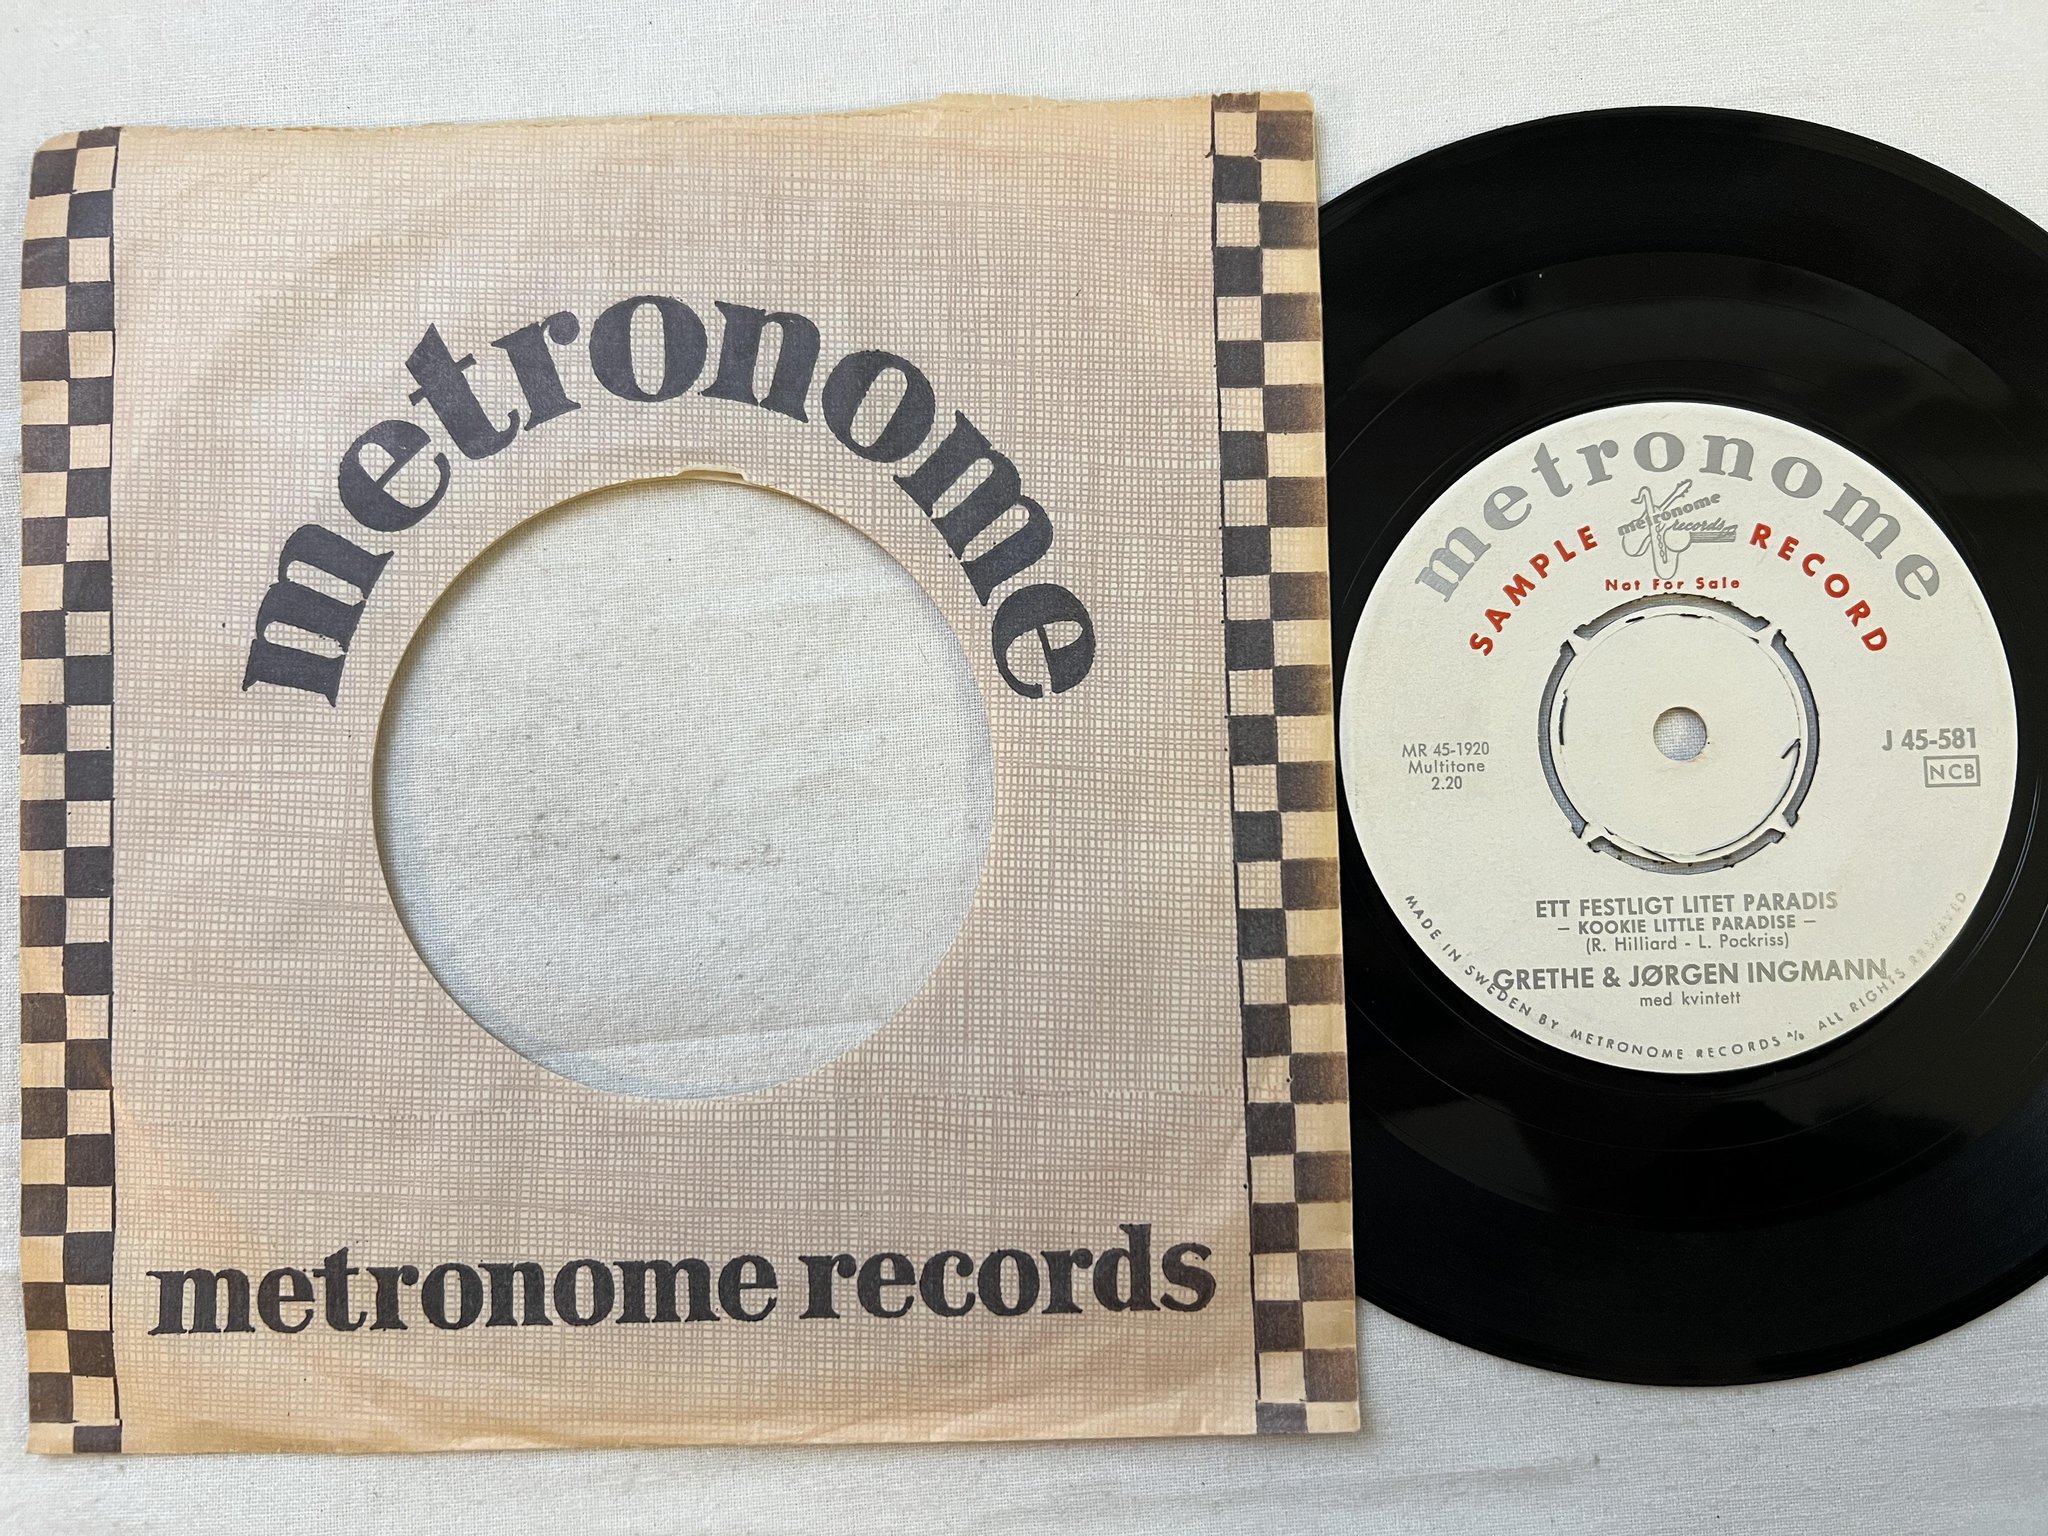 metronome
metronome records
metronome
metronome
records
SAMPLE RECORD
Not For Sale
MR 45-1920
Multitone
2.20
J 45-581
NCB
ETT FESTLIGT LITET PARADIS
– KOOKIE LITTLE PARADISE –
(R. Hilliard - L. Pockriss)
GRETHE & JØRGEN INGMANN
med kvintett
MADE IN SWEDEN BY METRONOME RECORDS A/B ALL RIGHTS RESERVED